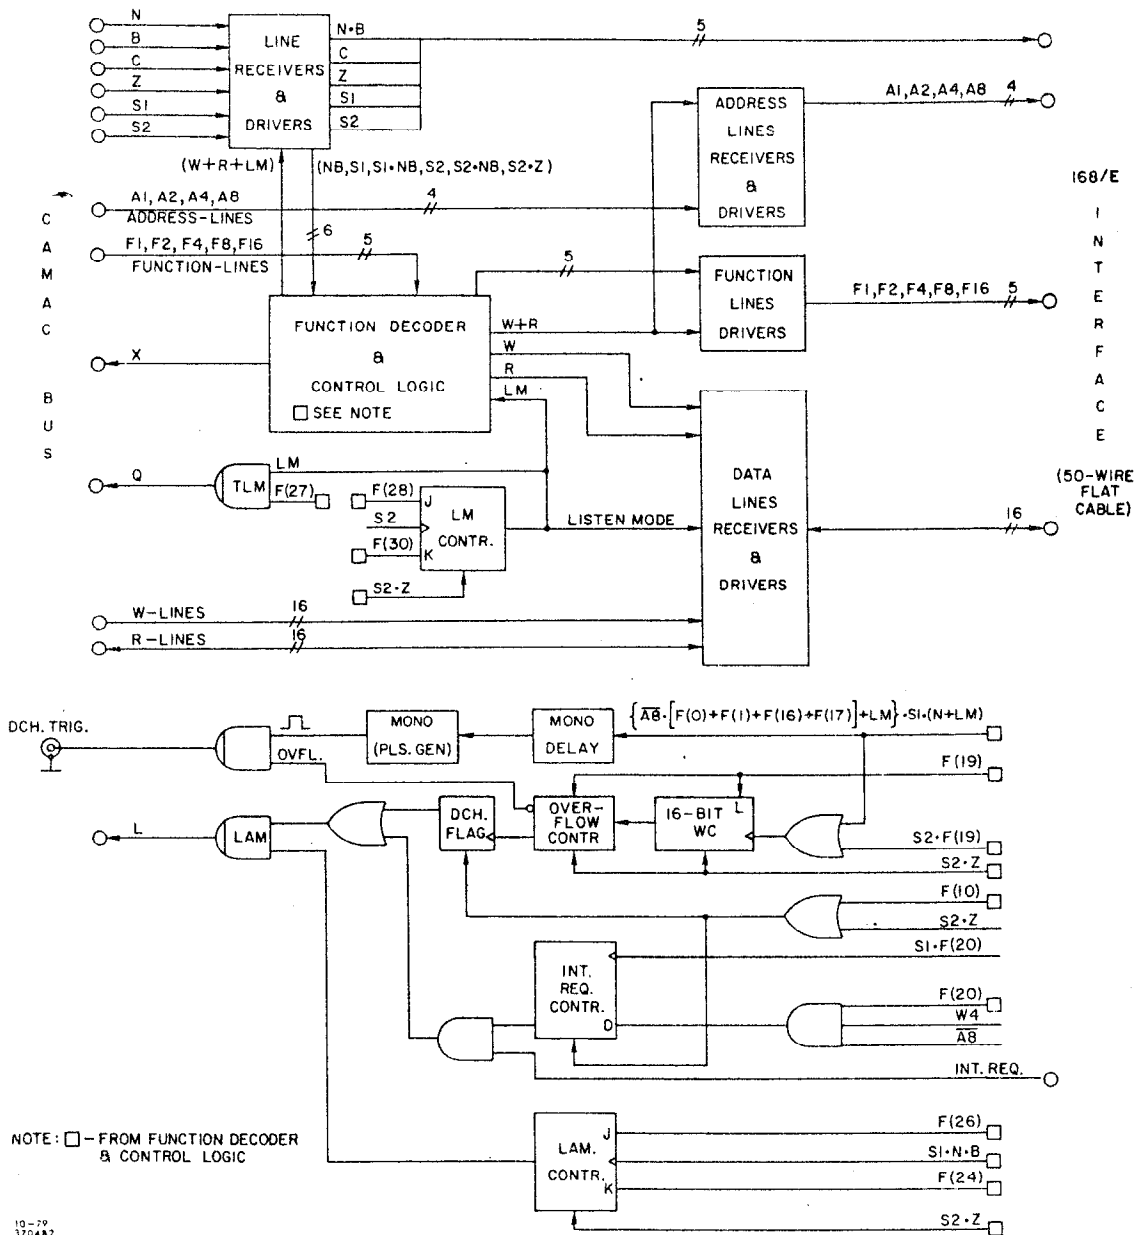 N
B
C
Z
S1
S2
LINE
RECEIVERS
&
DRIVERS
N•B
C
Z
S1
S2
5
(W+R+LM)
(NB, S1, S1•NB, S2, S2•NB, S2•Z)
6
ADDRESS
LINES
RECEIVERS
&
DRIVERS
A1, A2, A4, A8
4
CAMAC BUS
A1, A2, A4, A8
ADDRESS-LINES
4
F1, F2, F4, F8, F16
FUNCTION-LINES
5
5
FUNCTION
LINES
DRIVERS
F1, F2, F4, F8, F16
5
168/E
INTERFACE
(50-WIRE
FLAT
CABLE)
FUNCTION DECODER
&
CONTROL LOGIC
SEE NOTE
W+R
W
R
LM
X
Q
TLM
LM
F(27)
F(28)
S2
F(30)
S2•Z
J
K
LM
CONTR.
LISTEN MODE
DATA
LINES
RECEIVERS
&
DRIVERS
16
W-LINES
16
R-LINES
16
DCH. TRIG.
OVFL.
MONO
(PLS. GEN)
MONO
DELAY
{A̅8̅•[F(0)+F(1)+F(16)+F(17)]+LM}•S1•(N+LM)
F(19)
L
LAM
DCH.
FLAG
OVER-
FLOW
CONTR
L
16-BIT
WC
S2•F(19)
S2•Z
F(10)
S2•Z
S1•F(20)
INT.
REQ.
CONTR.
D
F(20)
W4
A̅8̅
INT. REQ.
NOTE: □ - FROM FUNCTION DECODER
& CONTROL LOGIC
LAM.
CONTR.
J
K
F(26)
S1•N•B
F(24)
S2•Z
10-79
3704A2